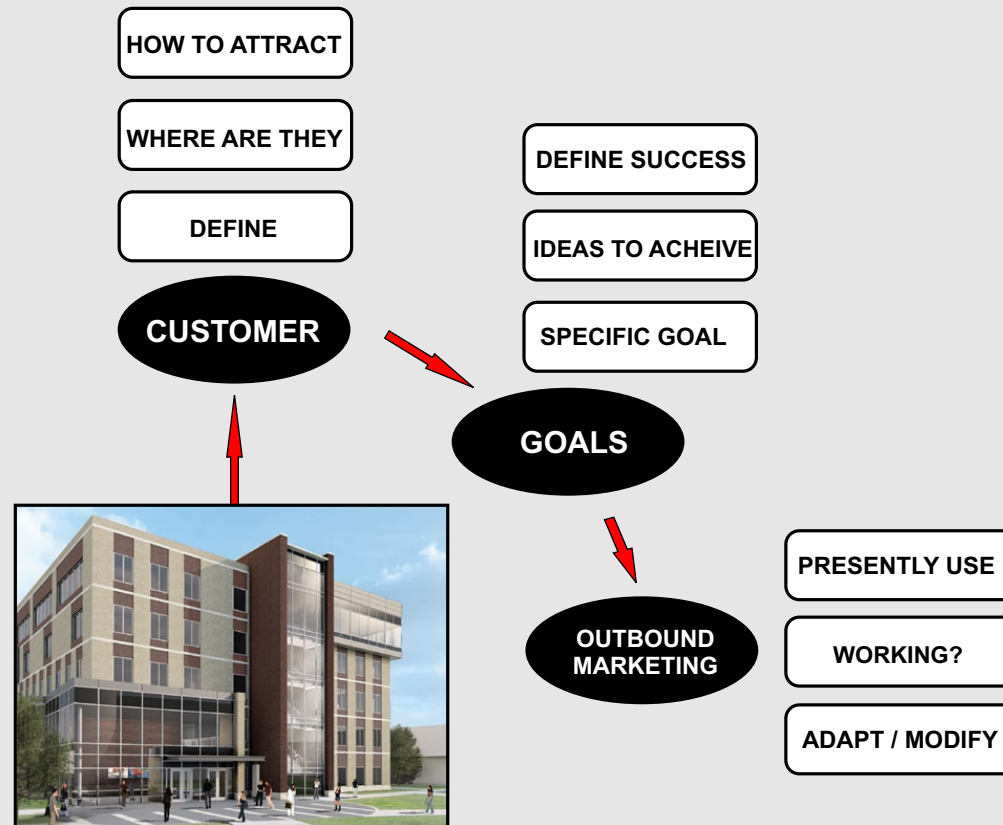 HOW TO ATTRACT
WHERE ARE THEY
DEFINE
CUSTOMER
DEFINE SUCCESS
IDEAS TO ACHEIVE
SPECIFIC GOAL
GOALS
OUTBOUND
MARKETING
PRESENTLY USE
WORKING?
ADAPT / MODIFY